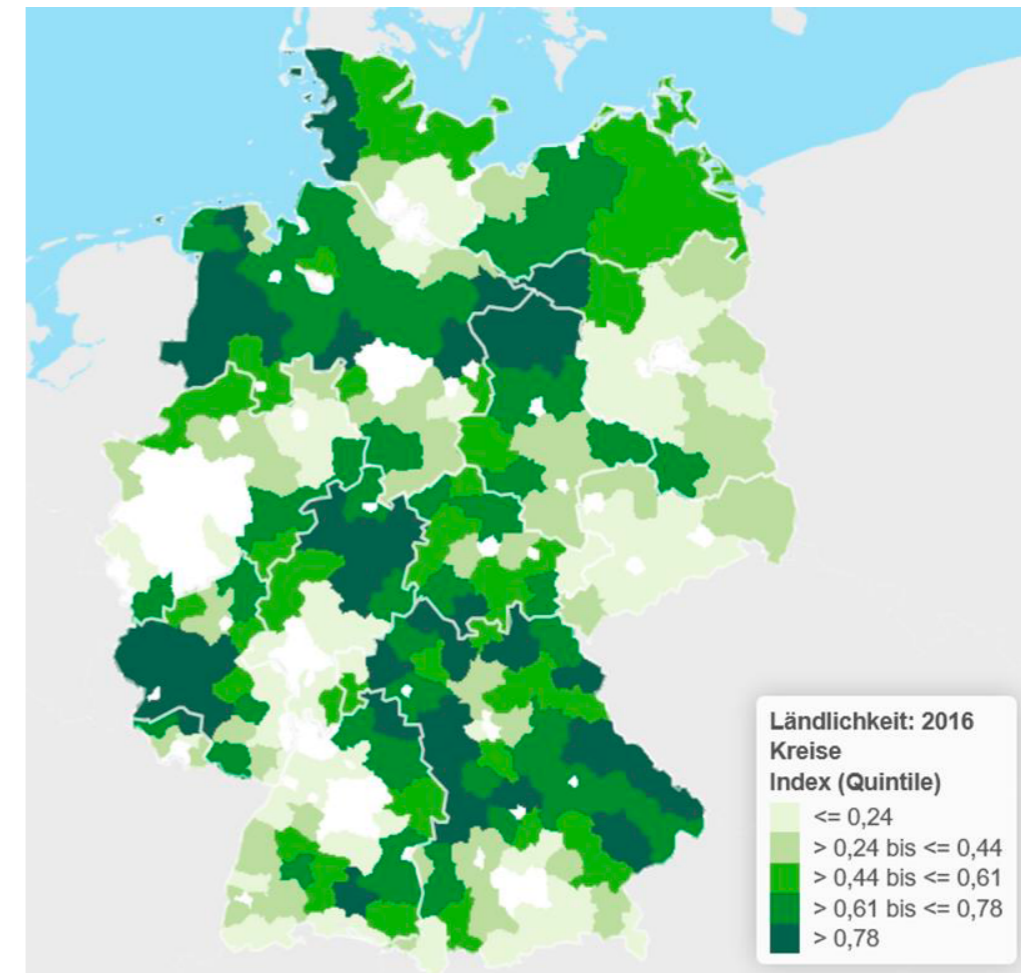 Ländlichkeit: 2016
Kreise
Index (Quintile)
<= 0,24
> 0,24 bis <= 0,44
> 0,44 bis <= 0,61
> 0,61 bis <= 0,78
> 0,78